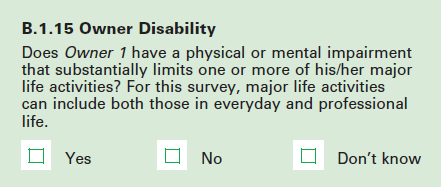 B.1.15 Owner Disability
Does Owner 1 have a physical or mental impairment
that substantially limits one or more of his/her major
life activities? For this survey, major life activities
can include both those in everyday and professional
life.
Yes No Don't know